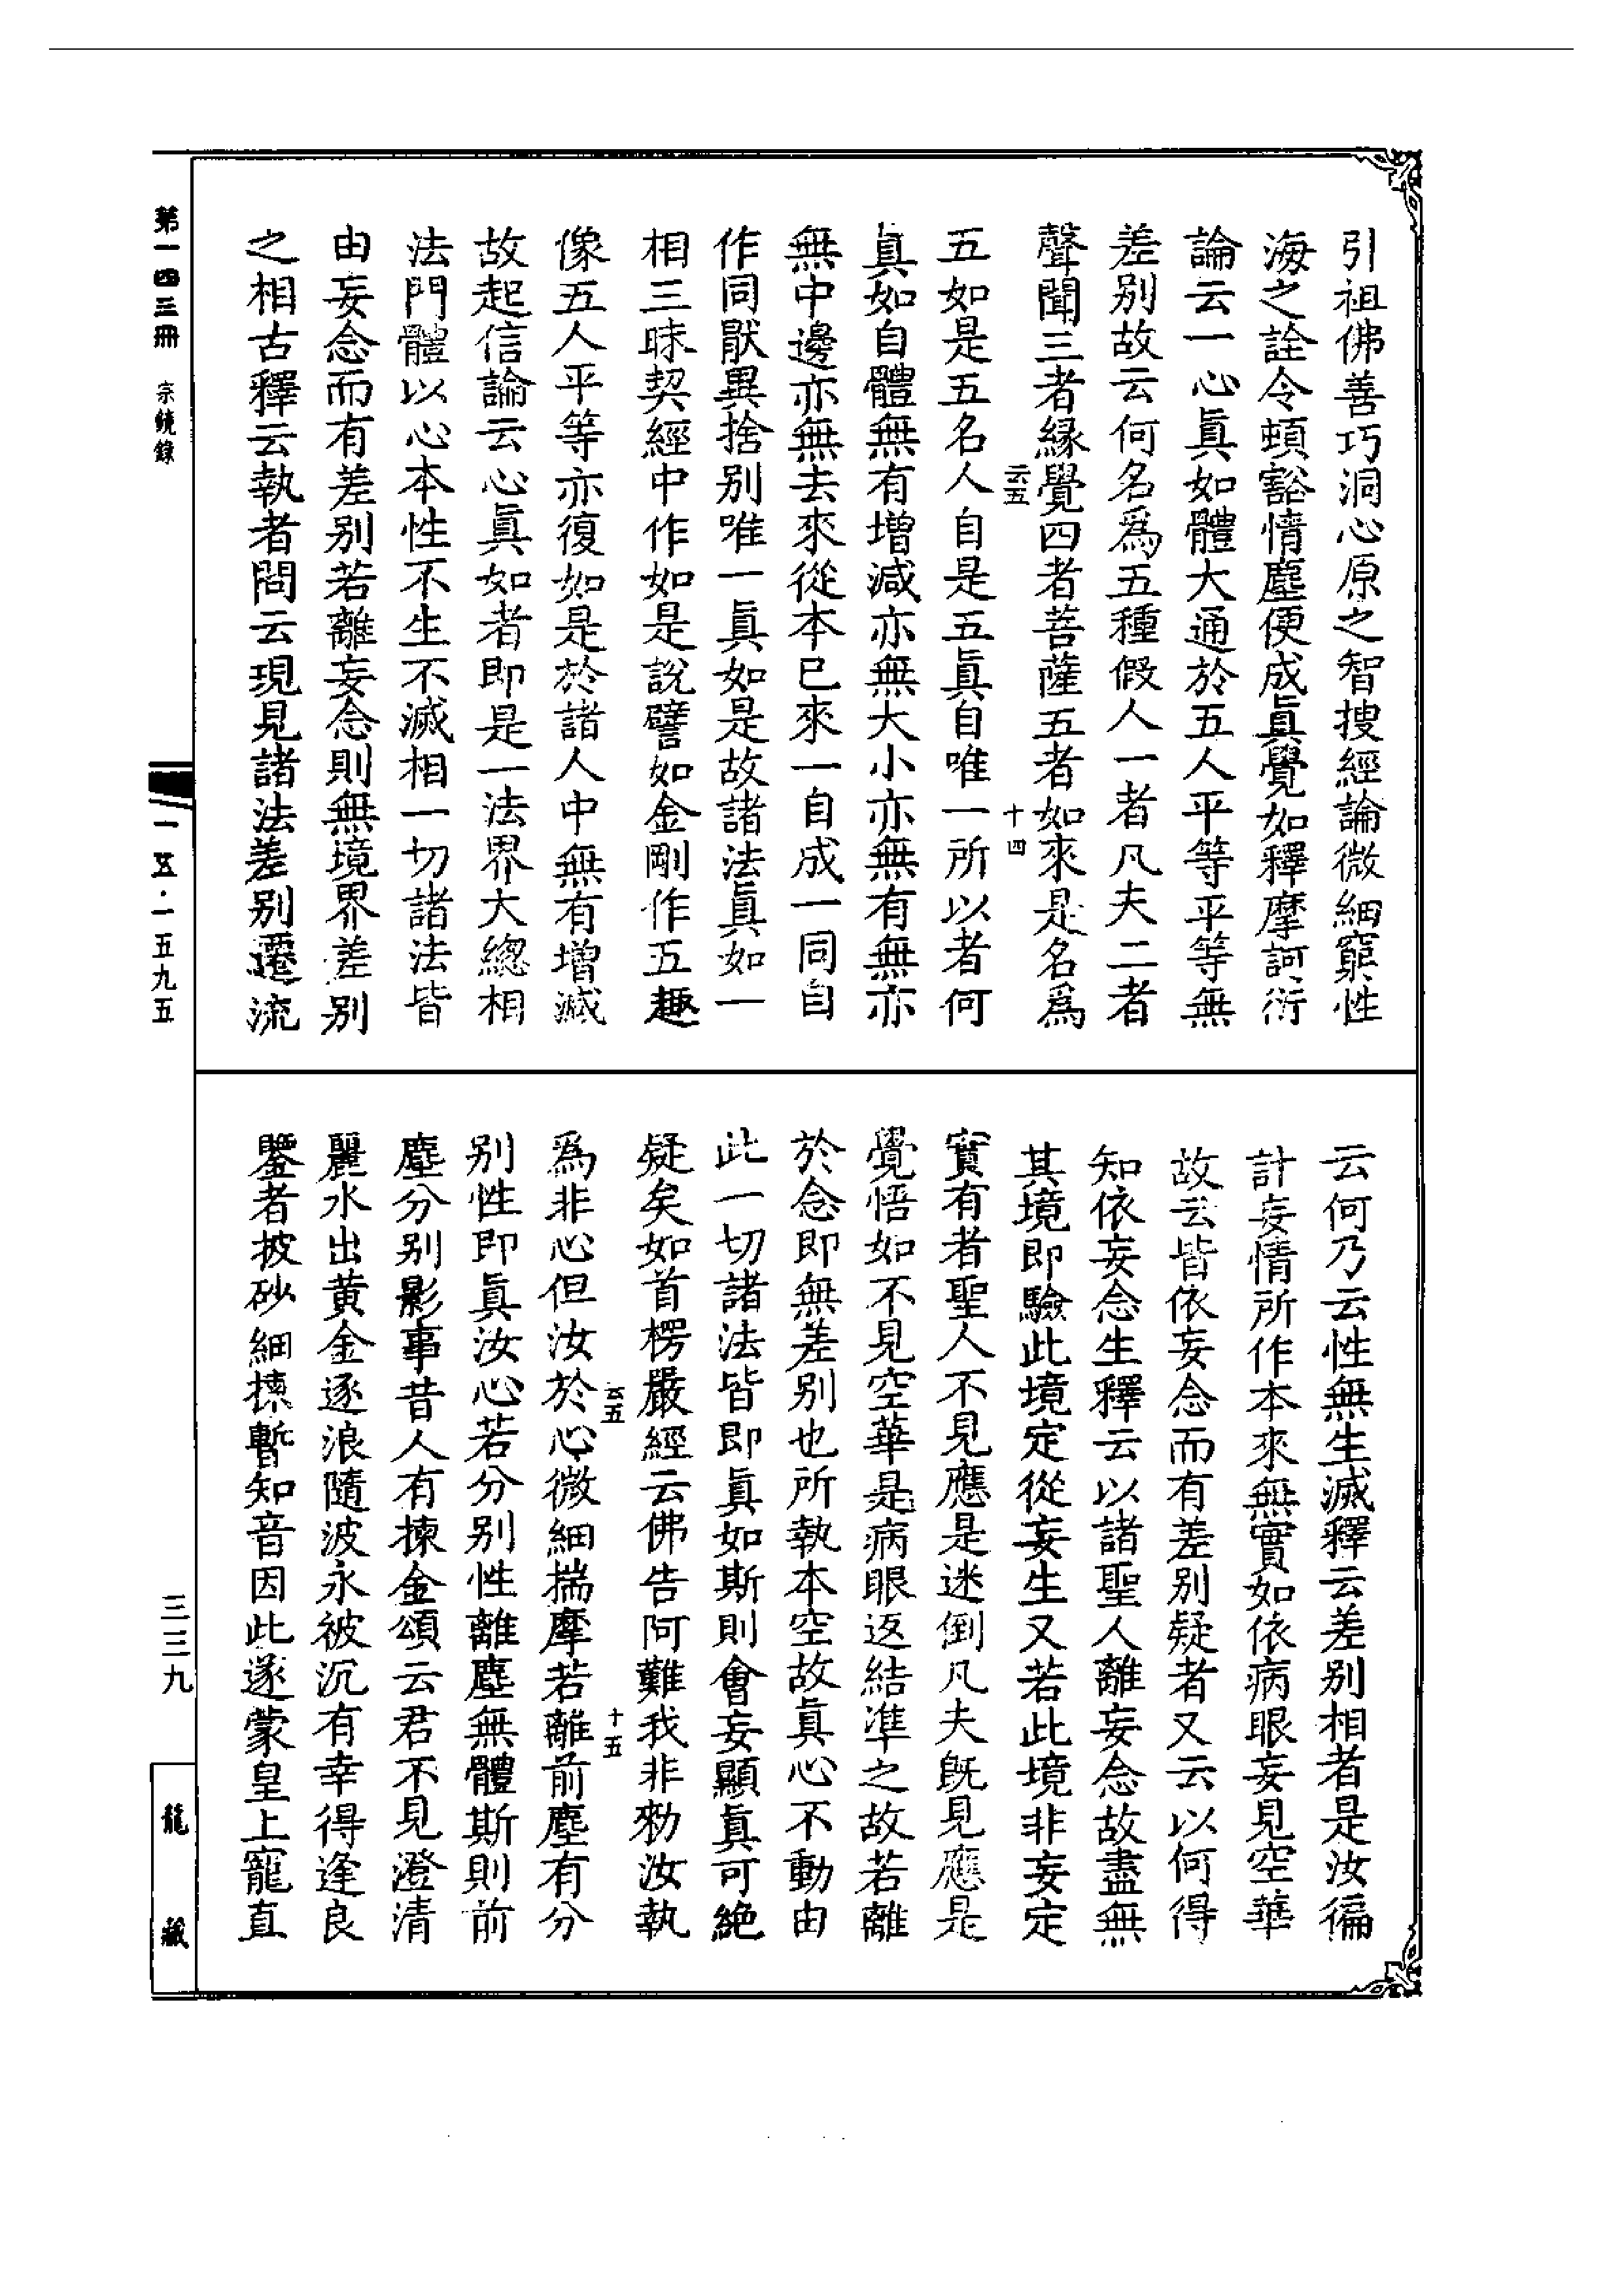 引祖佛善巧洞心原之智搜經論微細窮性
海之詮令頓豁情塵便成眞覺如釋摩訶衍
論云一心眞如體大通於五人平等平等無
差別故云何名爲五種假人一者凡夫二者
聲聞三者緣覺四者菩薩五者如來是名爲
云五
十四
五如是五名人自是五眞自唯一所以者何
眞如自體無有增減亦無大小亦無有無亦
無中邊亦無去來從本已來一自成一同自
作同厭異捨別唯一眞如是故諸法眞如一
相三昧契經中作如是說譬如金剛作五趣
像五人平等亦復如是於諸人中無有增減
故起信論云心眞如者即是一法界大總相
法門體以心本性不生不滅相一切諸法皆
由妄念而有差別若離妄念則無境界差別
之相古釋云執者問云現見諸法差別遷流
云何乃云性無生滅釋云差別相者是汝徧
計妄情所作本來無實如依病眼妄見空華
故云皆依妄念而有差別疑者又云以何得
知依妄念生釋云以諸聖人離妄念故盡無
其境即驗此境定從妄生又若此境非妄定
實有者聖人不見應是迷倒凡夫旣見應是
覺悟如不見空華是病眼返結準之故若離
於念即無差別也所執本空故眞心不動由
此一切諸法皆即眞如斯則會妄顯眞可絕
疑矣如首楞嚴經云佛告阿難我非勑汝執
云五
十五
爲非心但汝於心微細揣摩若離前塵有分
別性即眞汝心若分別性離塵無體斯則前
塵分別影事昔人有揀金頌云君不見澄清
麗水出黃金逐浪隨波永被沉有幸得逢良
鑒者披砂細揀暫知音因此遂蒙皇上寵直
第一四三冊
宗鏡錄
一五·一五九五
三三九
龍藏